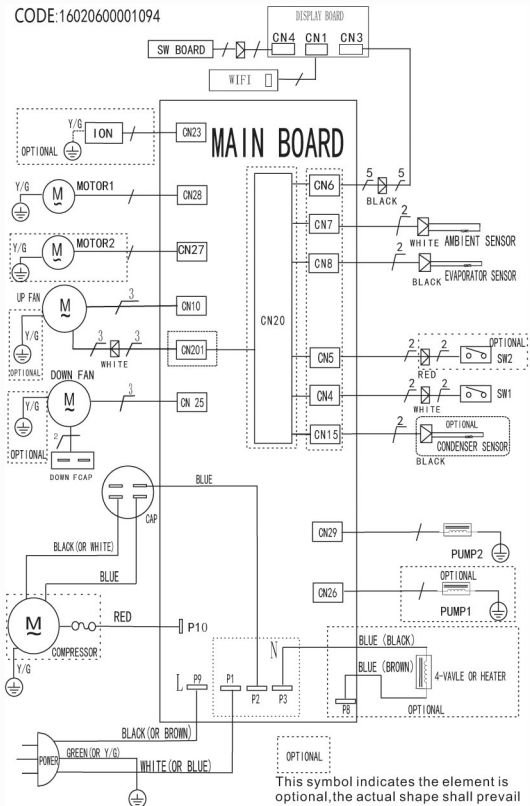 CODE:16020600001094
DISPLAY BOARD
CN4 CN1 CN3
SW BOARD
WIFI
MAIN BOARD
Y/G
ION
CN23
OPTIONAL
Y/G
M
MOTOR1
CN28
Y/G
M
MOTOR2
CN27
UP FAN
M
3
CN10
Y/G
3
3
WHITE
CN201
OPTIONAL
DOWN FAN
M
3
CN 25
Y/G
OPTIONAL
2
DOWN FCAP
CN20
CN6
5
5
BLACK
CN7
2
WHITE
AMBIENT SENSOR
CN8
2
BLACK
EVAPORATOR SENSOR
CN5
2
2
RED
OPTIONAL
SW2
CN4
2
2
WHITE
SW1
CN15
2
BLACK
OPTIONAL
CONDENSER SENSOR
BLUE
CAP
BLACK(OR WHITE)
BLUE
M
RED
COMPRESSOR
Y/G
P10
CN29
PUMP2
CN26
OPTIONAL
PUMP1
L
P9
P1
P2
N
P3
BLUE (BLACK)
BLUE (BROWN)
4-VAVLE OR HEATER
P8
OPTIONAL
POWER
BLACK(OR BROWN)
GREEN(OR Y/G)
WHITE(OR BLUE)
OPTIONAL
This symbol indicates the element is
optional,the actual shape shall prevail